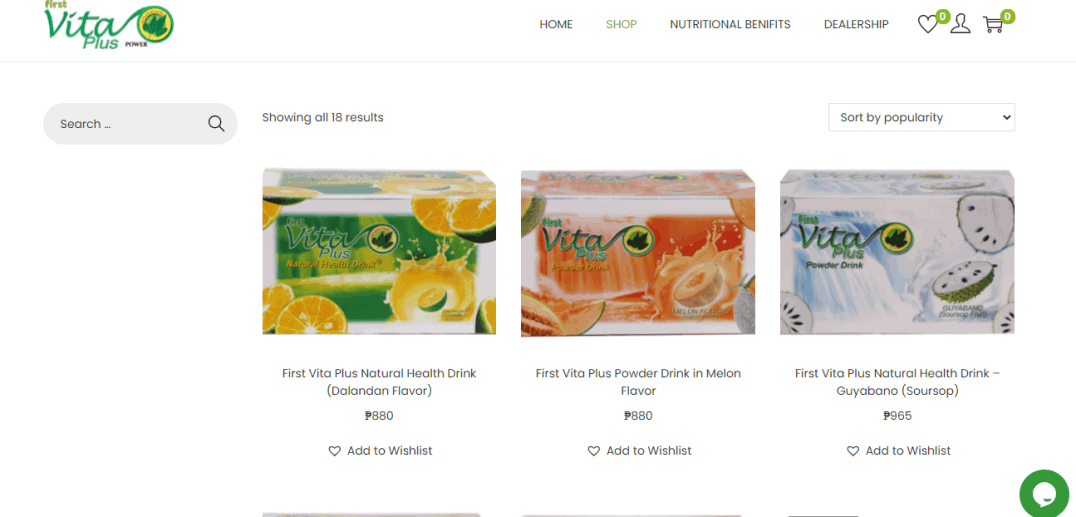 first
Vita
Plus POWER
HOME
SHOP
NUTRITIONAL BENIFITS
DEALERSHIP
0
0
Search ...
Showing all 18 results
Sort by popularity
First
Vita
Plus
Natural Health Drink
First
Vita
Plus
Powder Drink
MELON FLAVOR
First
Vita
Plus
Powder Drink
GUYABANO
(Soursop Fruit)
First Vita Plus Natural Health Drink
(Dalandan Flavor)
₱880
Add to Wishlist
First Vita Plus Powder Drink in Melon
Flavor
₱880
Add to Wishlist
First Vita Plus Natural Health Drink –
Guyabano (Soursop)
₱965
Add to Wishlist